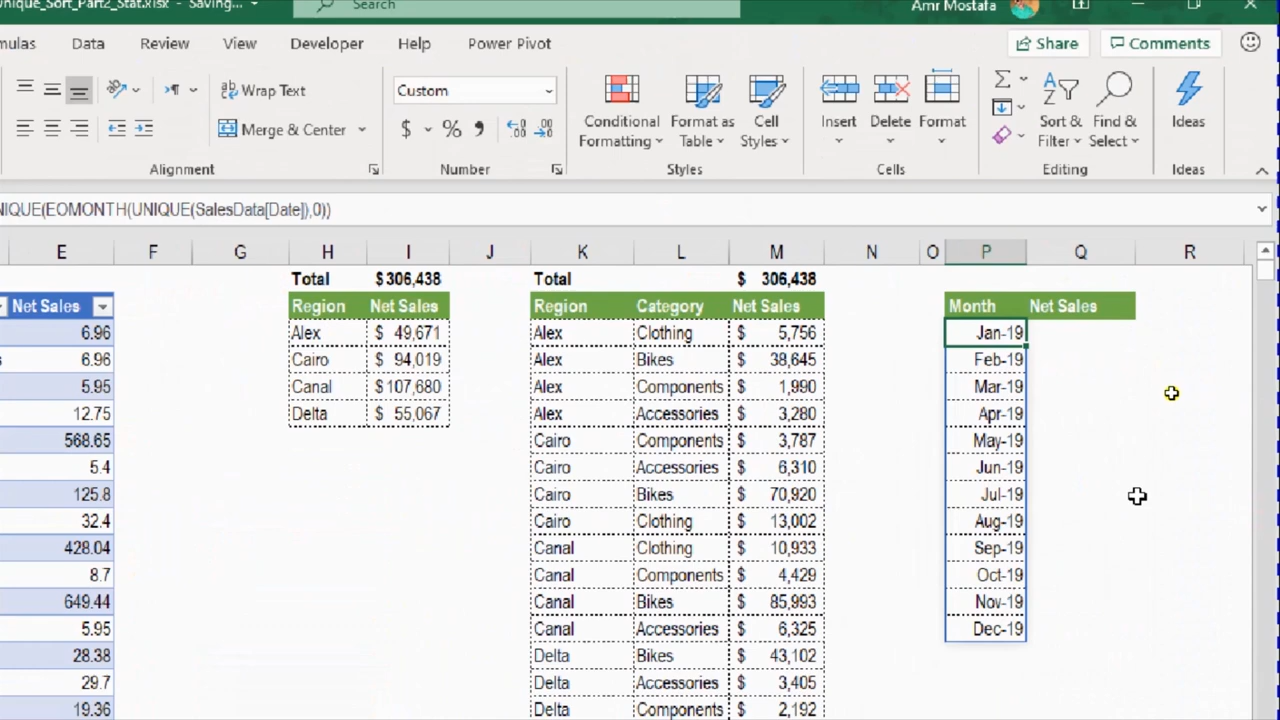 nique_Sort_Part2_Stat.xlsx - Saving... Search Amr Mostafa
mulas Data Review View Developer Help Power Pivot Share Comments
Wrap Text Custom
Merge & Center $ % Conditional Formatting Format as Table Cell Styles Insert Delete Format Sort & Filter Find & Select Ideas
Alignment Number Styles Cells Editing Ideas
NIQUE(EOMONTH(UNIQUE(SalesData[Date]),0))
E F G H I J K L M N O P Q R
Total $306,438 Total $ 306,438
Net Sales Region Net Sales Region Category Net Sales Month Net Sales
6.96 Alex $ 49,671 Alex Clothing $ 5,756 Jan-19
s 6.96 Cairo $ 94,019 Alex Bikes $ 38,645 Feb-19
5.95 Canal $107,680 Alex Components $ 1,990 Mar-19
12.75 Delta $ 55,067 Alex Accessories $ 3,280 Apr-19
568.65 Cairo Components $ 3,787 May-19
5.4 Cairo Accessories $ 6,310 Jun-19
125.8 Cairo Bikes $ 70,920 Jul-19
32.4 Cairo Clothing $ 13,002 Aug-19
428.04 Canal Clothing $ 10,933 Sep-19
8.7 Canal Components $ 4,429 Oct-19
649.44 Canal Bikes $ 85,993 Nov-19
5.95 Canal Accessories $ 6,325 Dec-19
28.38 Delta Bikes $ 43,102
29.7 Delta Accessories $ 3,405
19.36 Delta Components $ 2,192